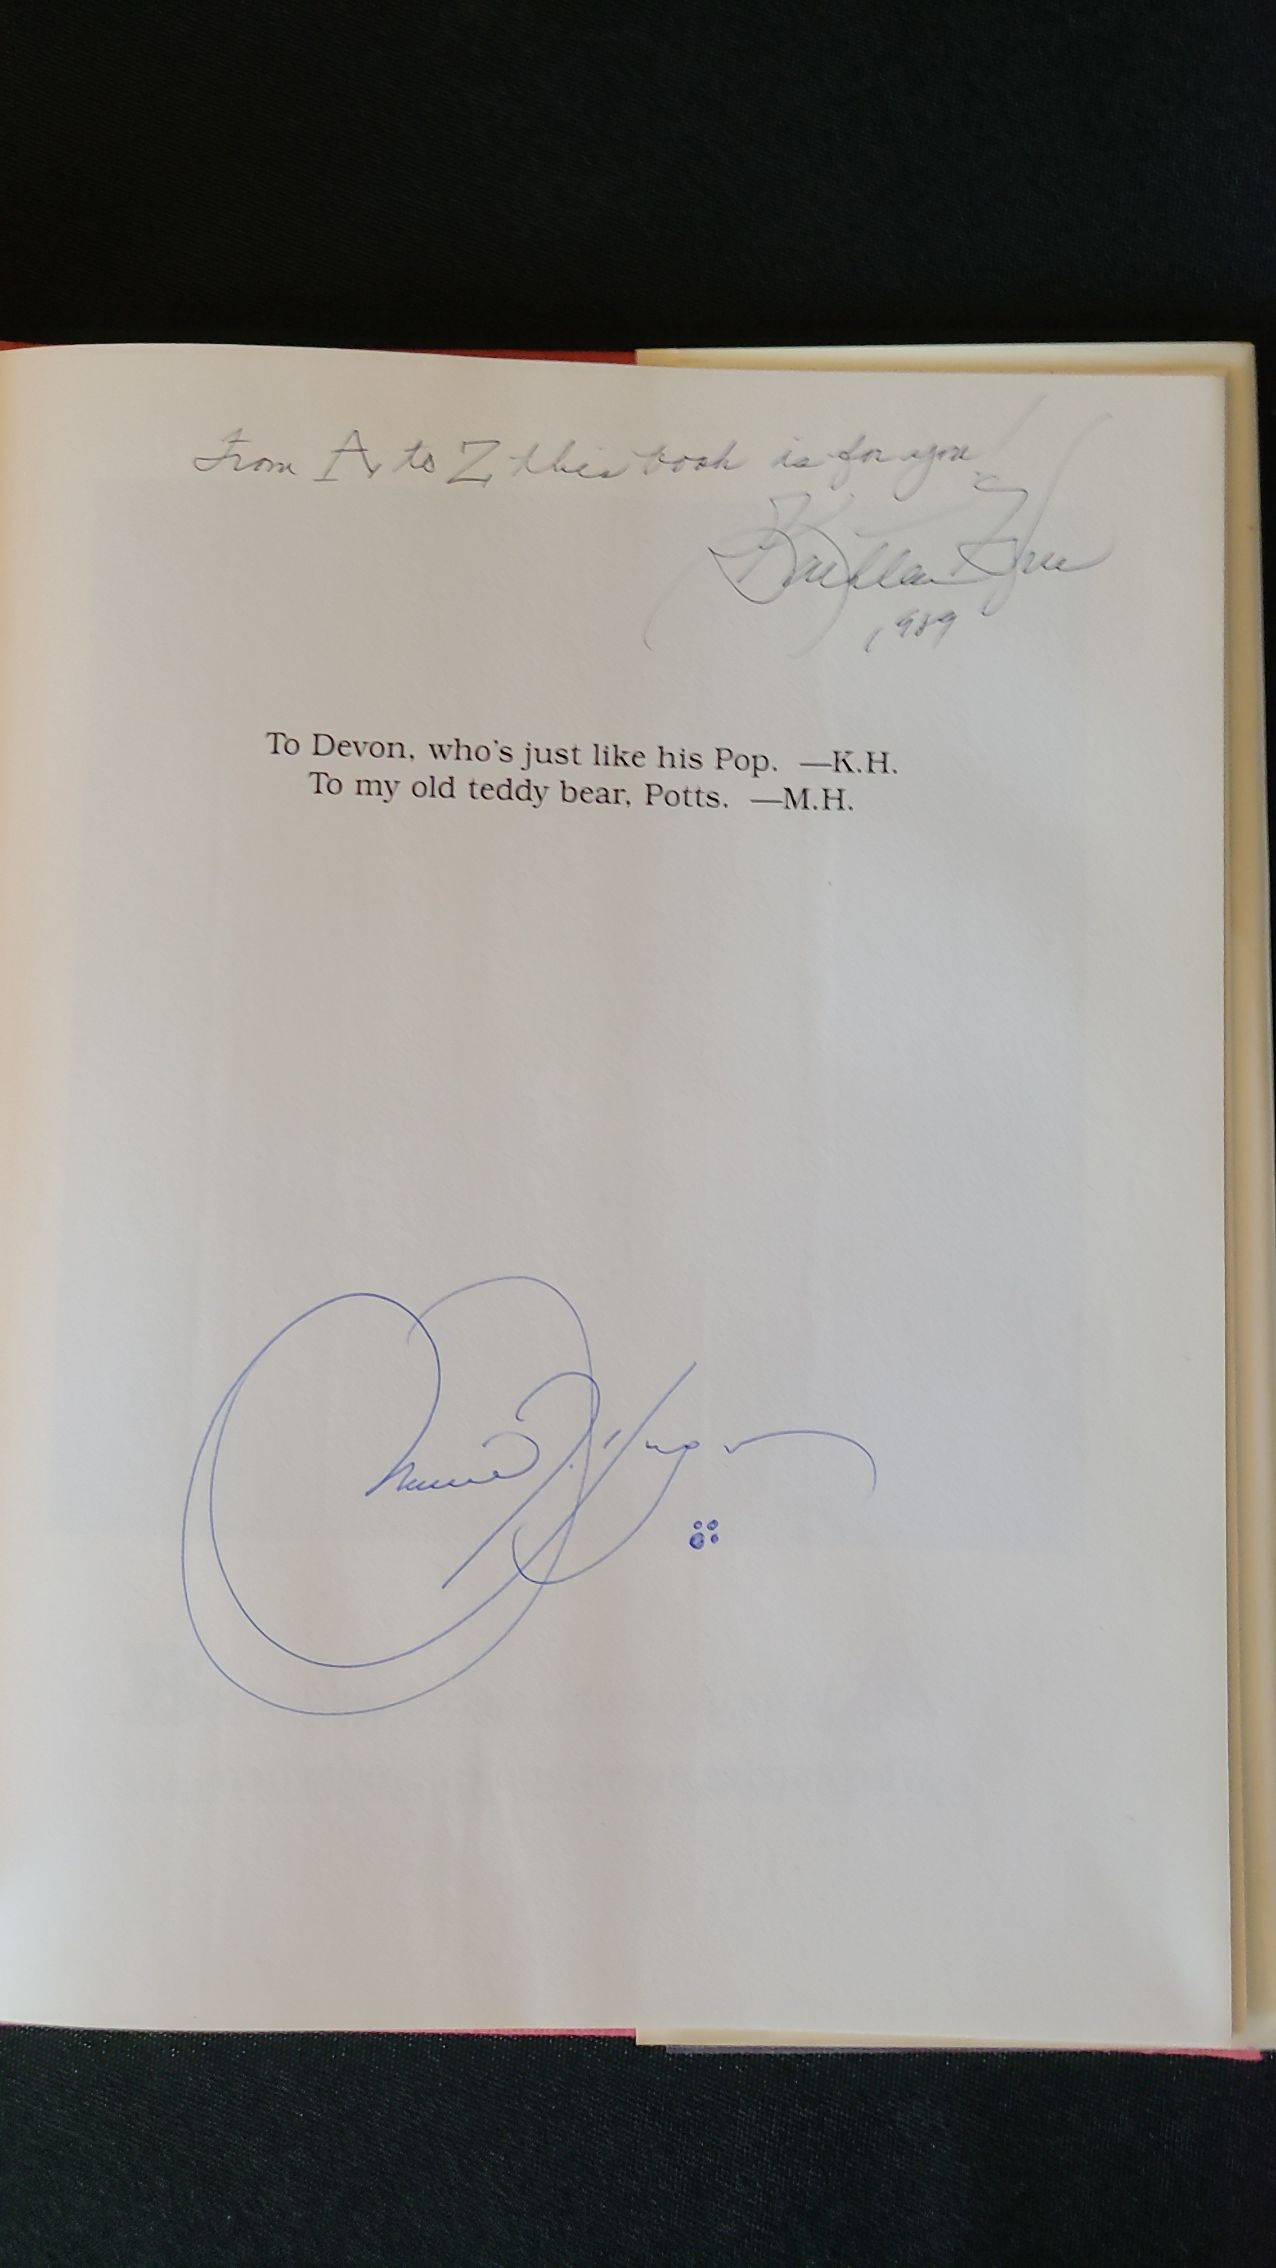 From A to Z this book is for you!
Kathleen
1989
To Devon, who's just like his Pop. —K.H.
To my old teddy bear, Potts. —M.H.